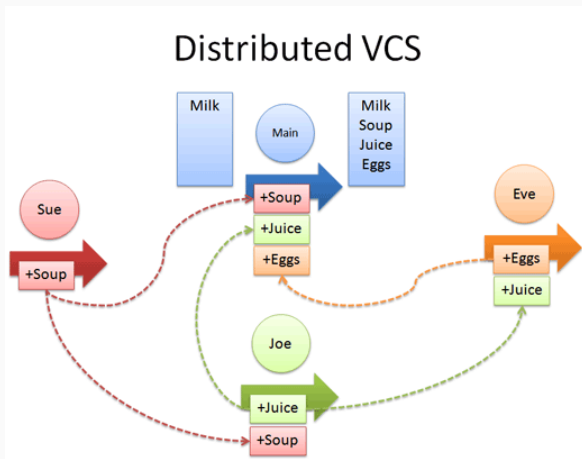 Distributed VCS
Milk
Main
Milk
Soup
Juice
Eggs
Sue
+Soup
+Soup
+Juice
+Eggs
Eve
+Eggs
+Juice
Joe
+Juice
+Soup